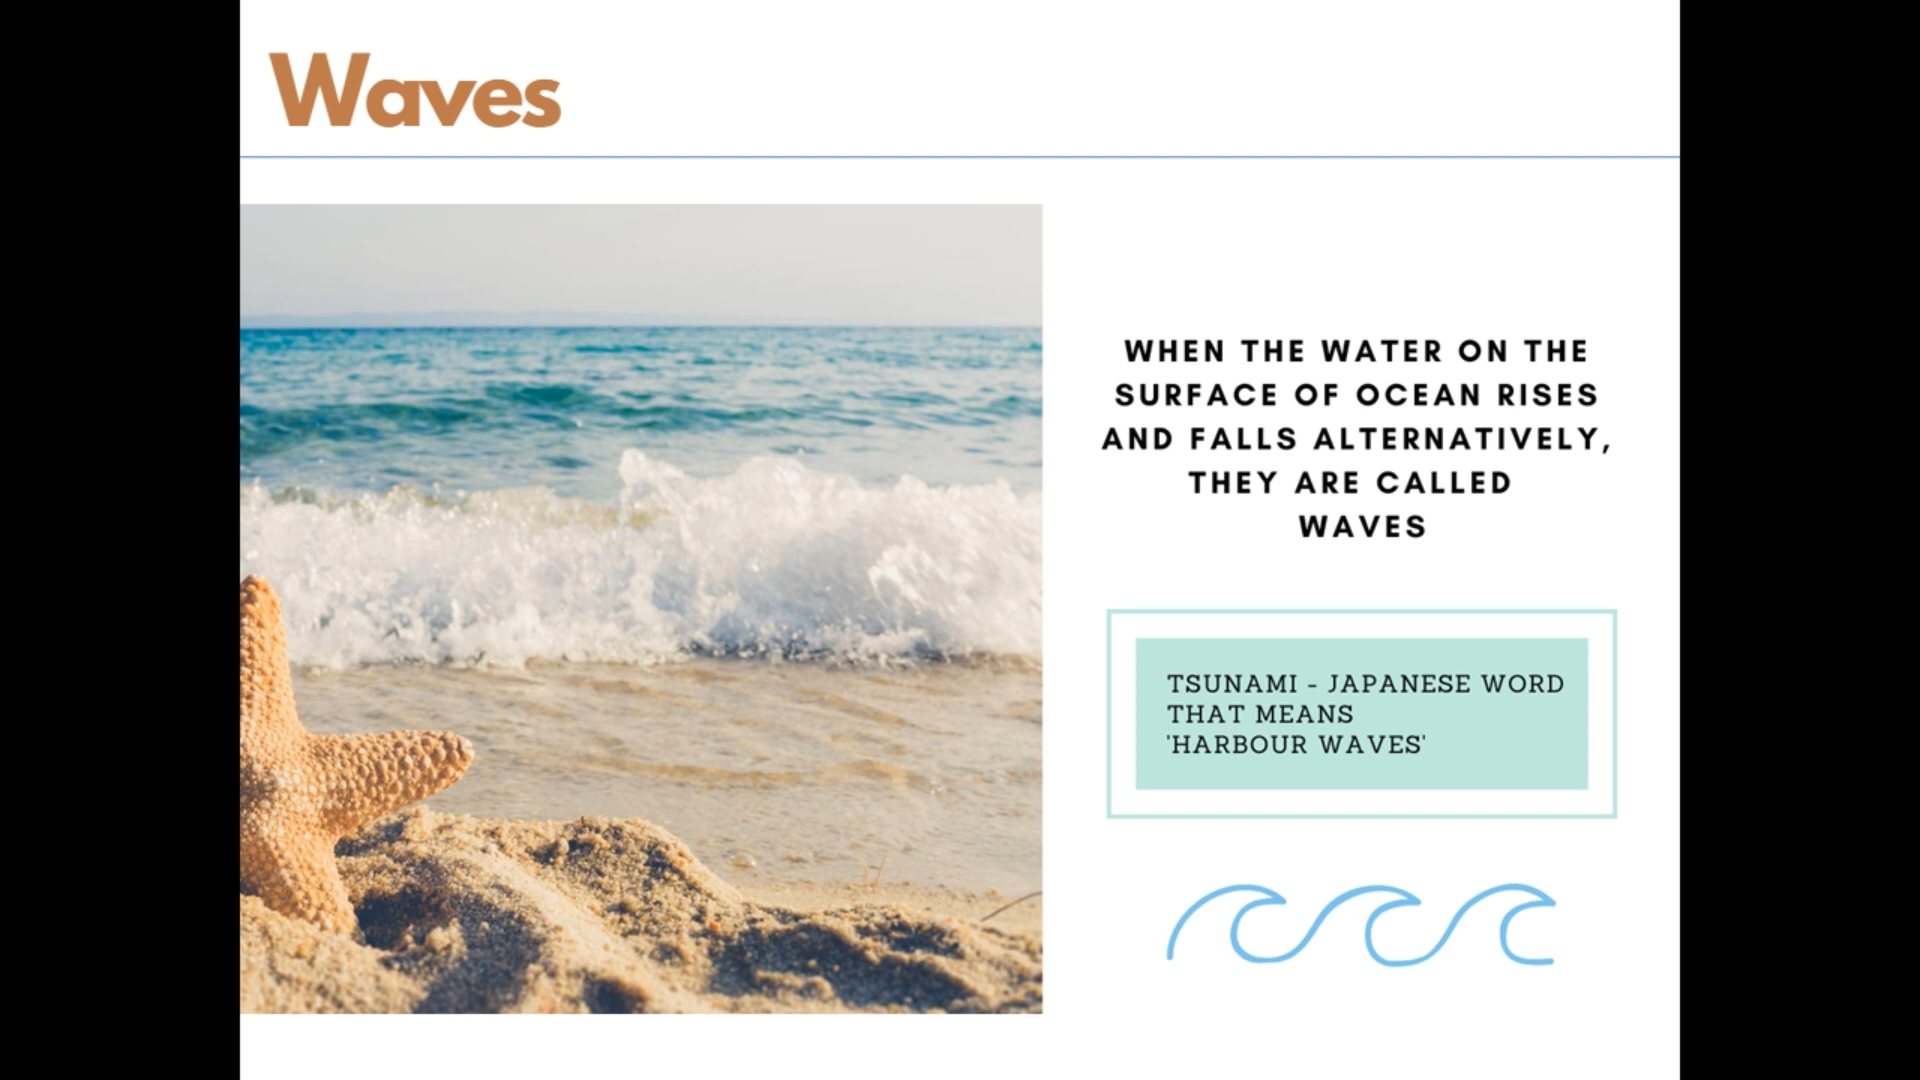 Waves
WHEN THE WATER ON THE
SURFACE OF OCEAN RISES
AND FALLS ALTERNATIVELY,
THEY ARE CALLED
WAVES
TSUNAMI - JAPANESE WORD
THAT MEANS
'HARBOUR WAVES'